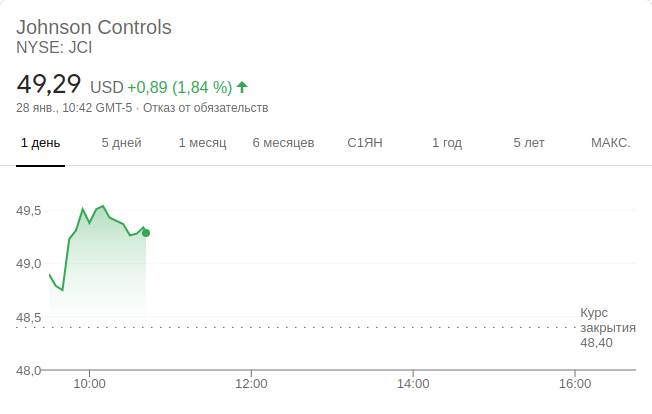 Johnson Controls
NYSE: JCI
49,29 USD +0,89 (1,84 %)
28 янв., 10:42 GMT-5 · Отказ от обязательств
1 день 5 дней 1 месяц 6 месяцев С1ЯН 1 год 5 лет МАКС.
49,5
49,0
48,5
Курс
закрытия
48,40
48,0
10:00 12:00 14:00 16:00